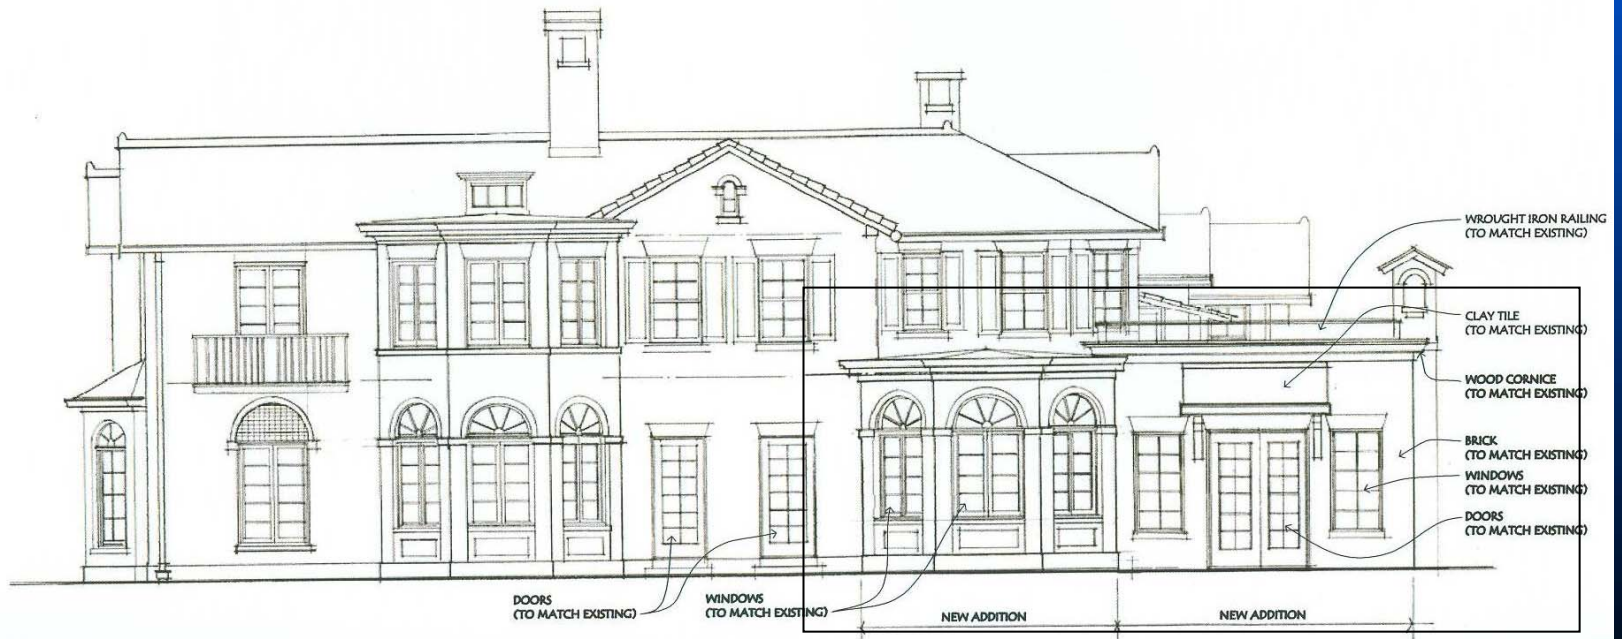 WROUGHT IRON RAILING
(TO MATCH EXISTING)
CLAY TILE
(TO MATCH EXISTING)
WOOD CORNICE
(TO MATCH EXISTING)
BRICK
(TO MATCH EXISTING)
WINDOWS
(TO MATCH EXISTING)
DOORS
(TO MATCH EXISTING)
DOORS
(TO MATCH EXISTING)
WINDOWS
(TO MATCH EXISTING)
NEW ADDITION
NEW ADDITION